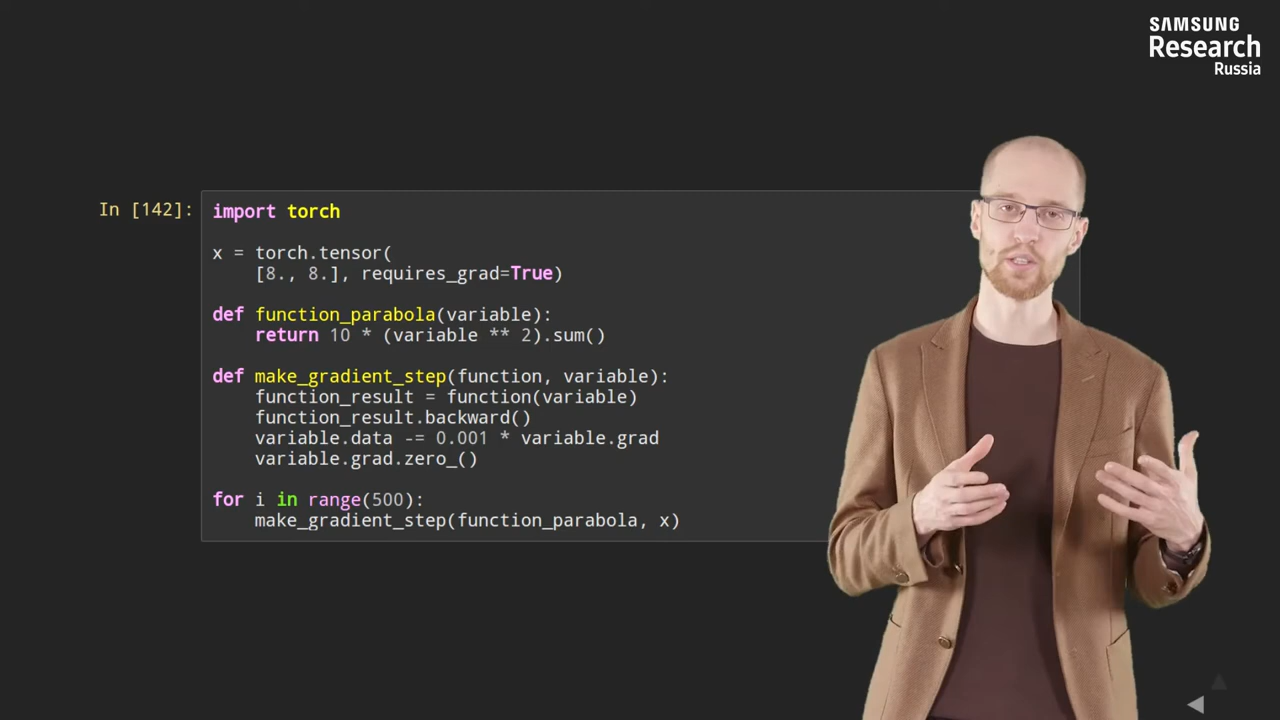 SAMSUNG
Research
Russia
In [142]:
import torch
x = torch.tensor(
[8., 8.], requires_grad=True)
def function_parabola(variable):
return 10 * (variable ** 2).sum()
def make_gradient_step(function, variable):
function_result = function(variable)
function_result.backward()
variable.data -= 0.001 * variable.grad
variable.grad.zero_()
for i in range(500):
make_gradient_step(function_parabola, x)